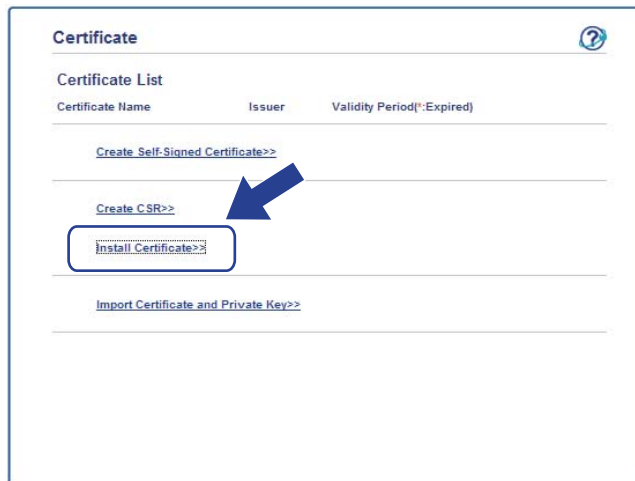 Certificate
?
Certificate List
Certificate Name Issuer Validity Period(*:Expired)
Create Self-Signed Certificate>>
Create CSR>>
Install Certificate>>
Import Certificate and Private Key>>